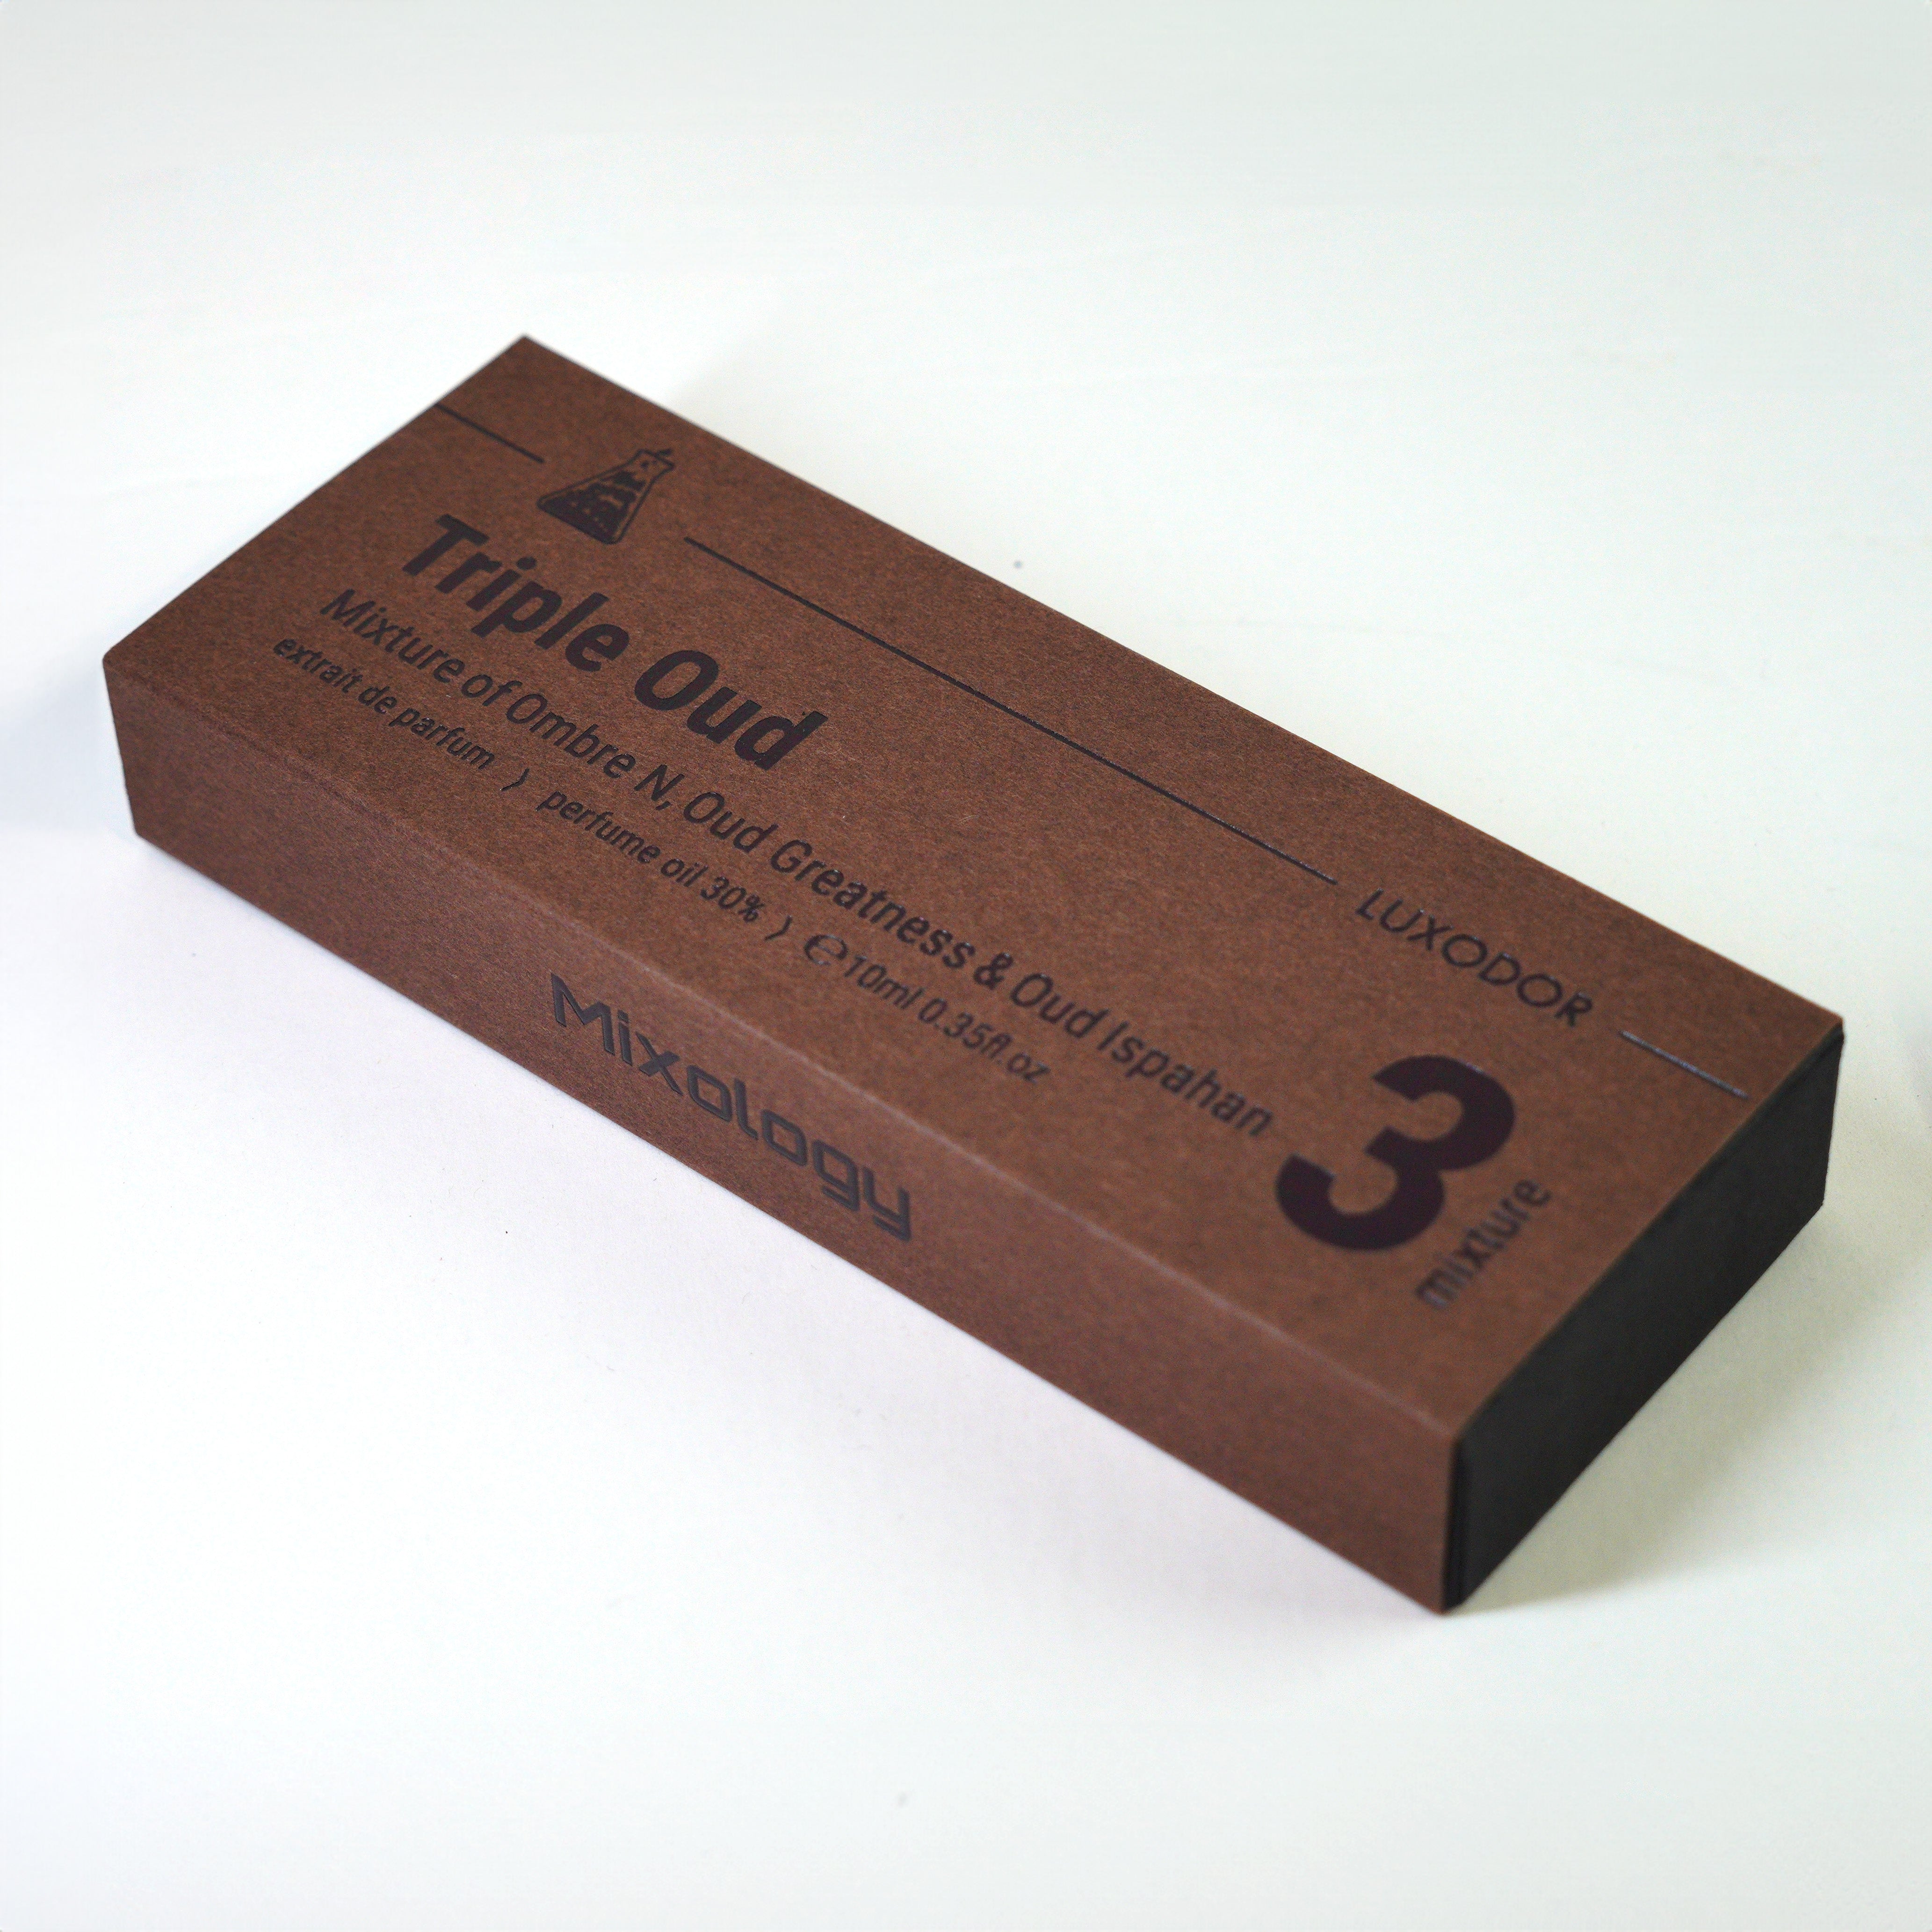 LUXODOR
Triple Oud
Mixture of Ombre N, Oud Greatness & Oud Ispahan
extrait de parfum 〉 perfume oil 30% 〉 ℮10ml 0.35fl.oz
3
mixture
Mixology